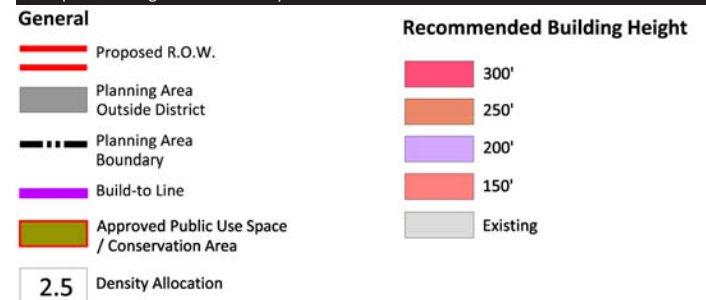 General
Proposed R.O.W.
Planning Area
Outside District
Planning Area
Boundary
Build-to Line
Approved Public Use Space
/ Conservation Area
2.5 Density Allocation
Recommended Building Height
300'
250'
200'
150'
Existing